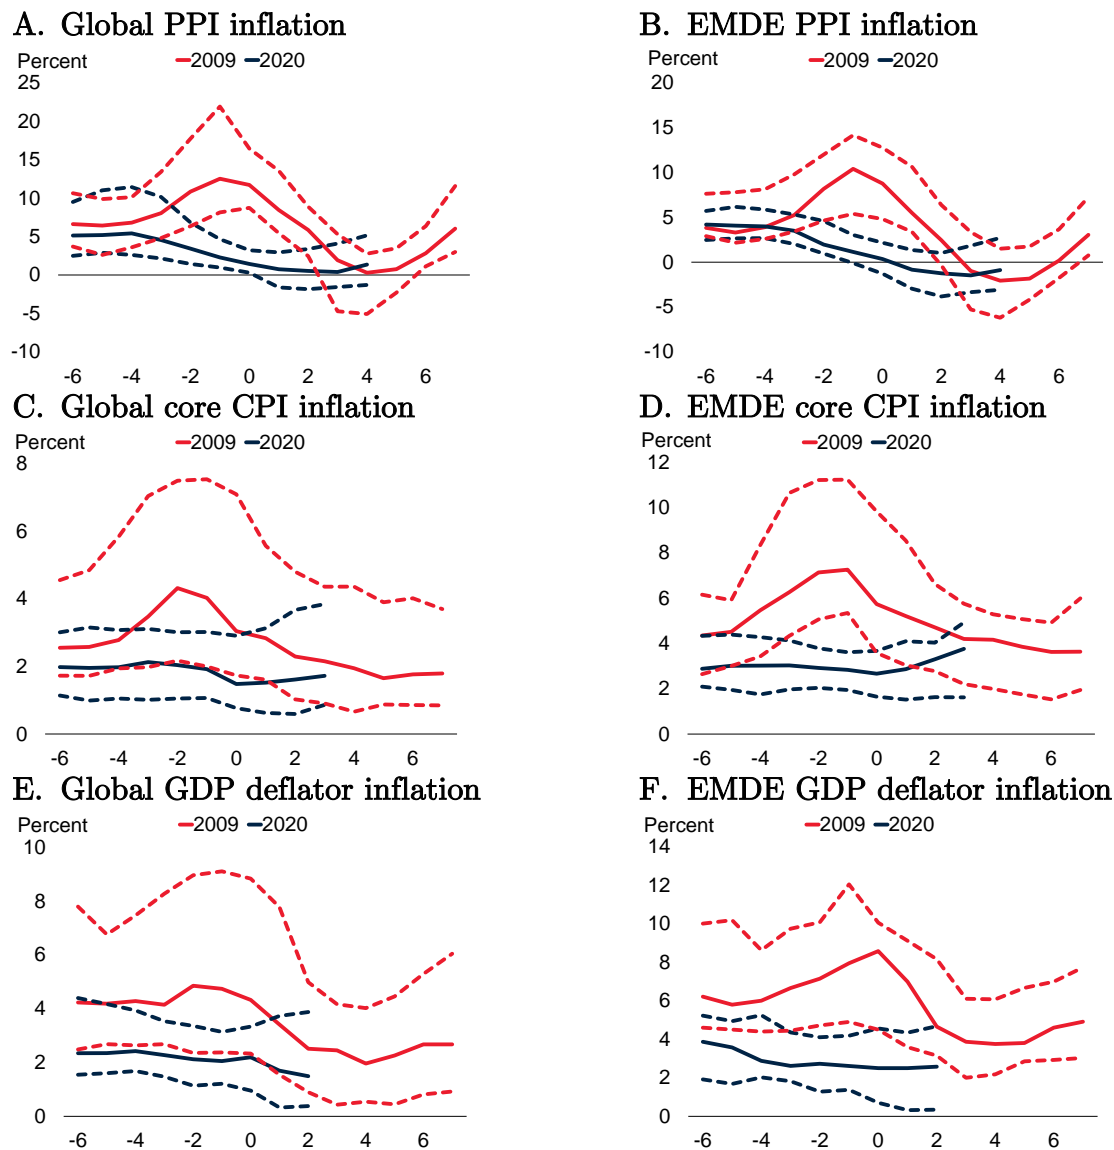 A. Global PPI inflation
Percent
2009 2020
25
20
15
10
5
0
-5
-10
-6 -4 -2 0 2 4 6
B. EMDE PPI inflation
Percent
2009 2020
20
15
10
5
0
-5
-10
-6 -4 -2 0 2 4 6
C. Global core CPI inflation
Percent
2009 2020
8
6
4
2
0
-6 -4 -2 0 2 4 6
D. EMDE core CPI inflation
Percent
2009 2020
12
10
8
6
4
2
0
-6 -4 -2 0 2 4 6
E. Global GDP deflator inflation
Percent
2009 2020
10
8
6
4
2
0
-6 -4 -2 0 2 4 6
F. EMDE GDP deflator inflation
Percent
2009 2020
14
12
10
8
6
4
2
0
-6 -4 -2 0 2 4 6